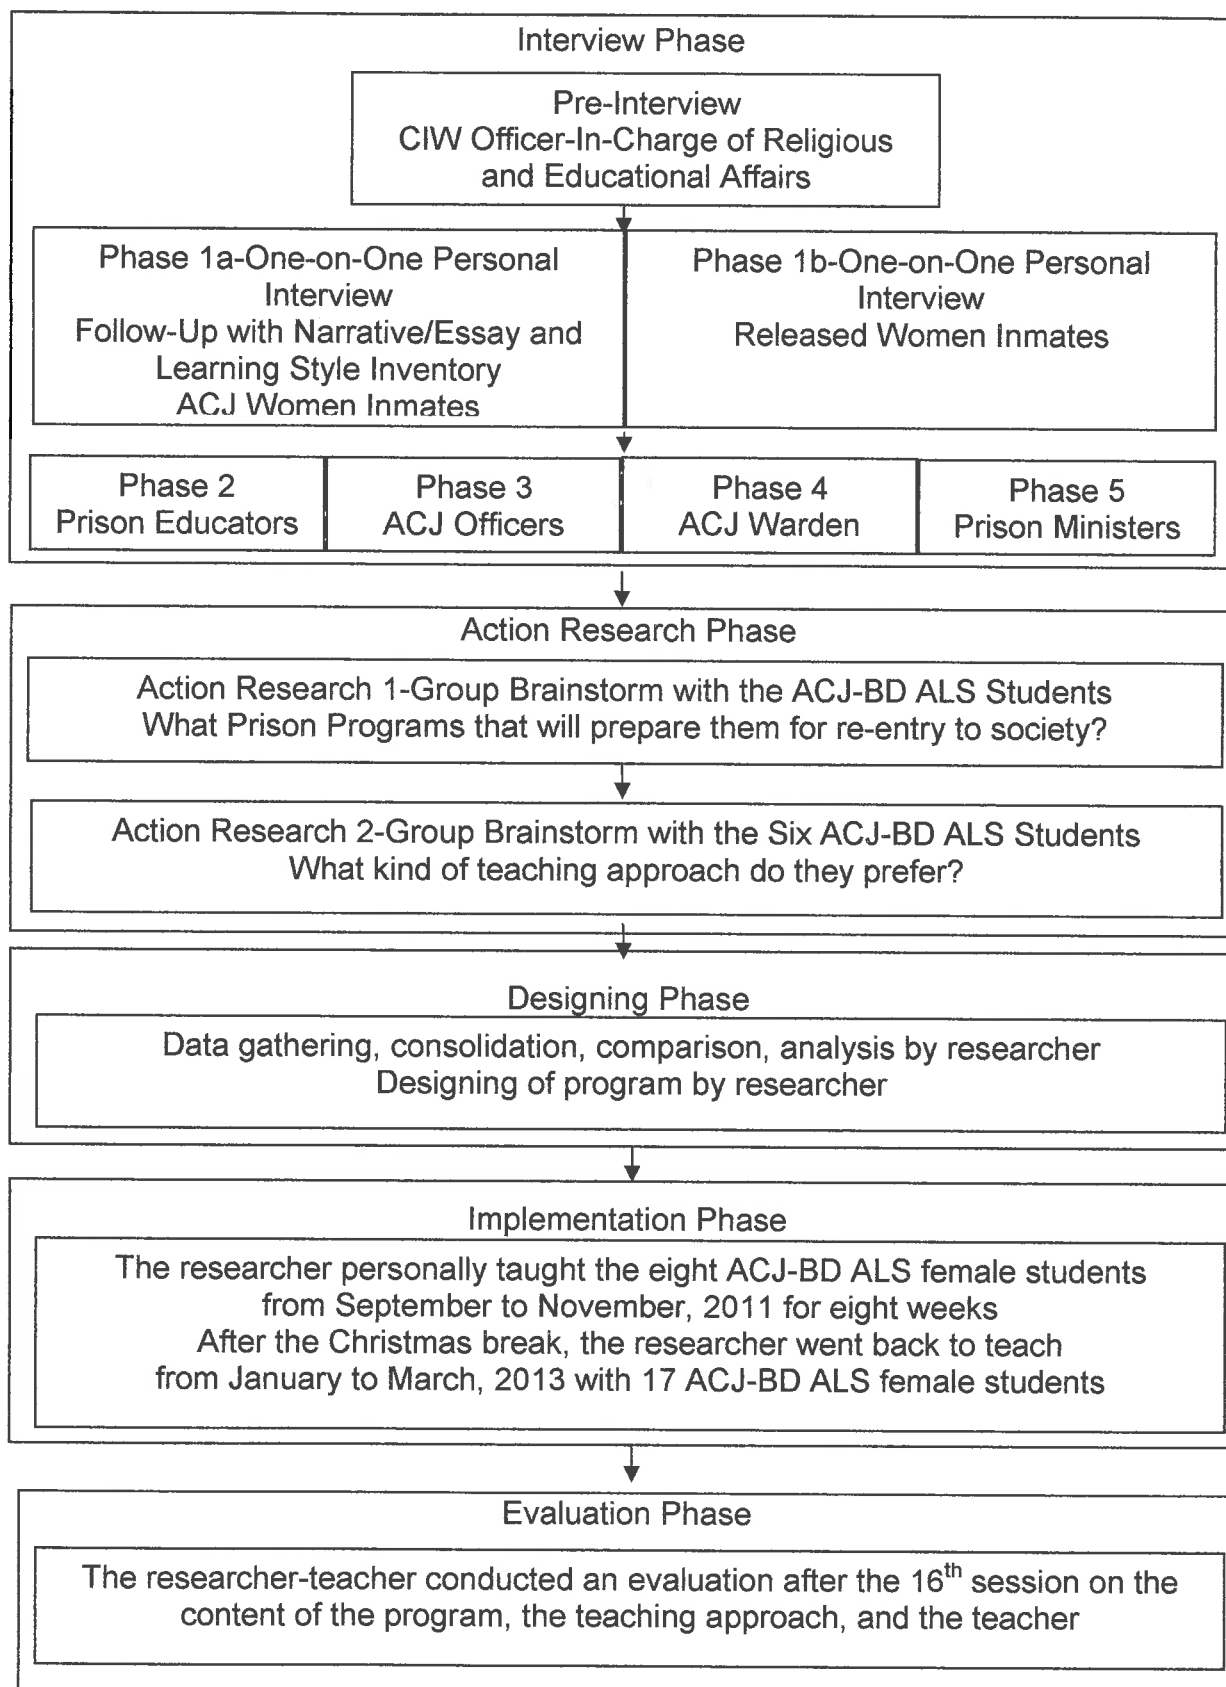 Interview Phase
Pre-Interview
CIW Officer-In-Charge of Religious
and Educational Affairs
Phase 1a-One-on-One Personal
Interview
Follow-Up with Narrative/Essay and
Learning Style Inventory
ACJ Women Inmates
Phase 1b-One-on-One Personal
Interview
Released Women Inmates
Phase 2
Prison Educators
Phase 3
ACJ Officers
Phase 4
ACJ Warden
Phase 5
Prison Ministers
Action Research Phase
Action Research 1-Group Brainstorm with the ACJ-BD ALS Students
What Prison Programs that will prepare them for re-entry to society?
Action Research 2-Group Brainstorm with the Six ACJ-BD ALS Students
What kind of teaching approach do they prefer?
Designing Phase
Data gathering, consolidation, comparison, analysis by researcher
Designing of program by researcher
Implementation Phase
The researcher personally taught the eight ACJ-BD ALS female students
from September to November, 2011 for eight weeks
After the Christmas break, the researcher went back to teach
from January to March, 2013 with 17 ACJ-BD ALS female students
Evaluation Phase
The researcher-teacher conducted an evaluation after the 16th session on the
content of the program, the teaching approach, and the teacher